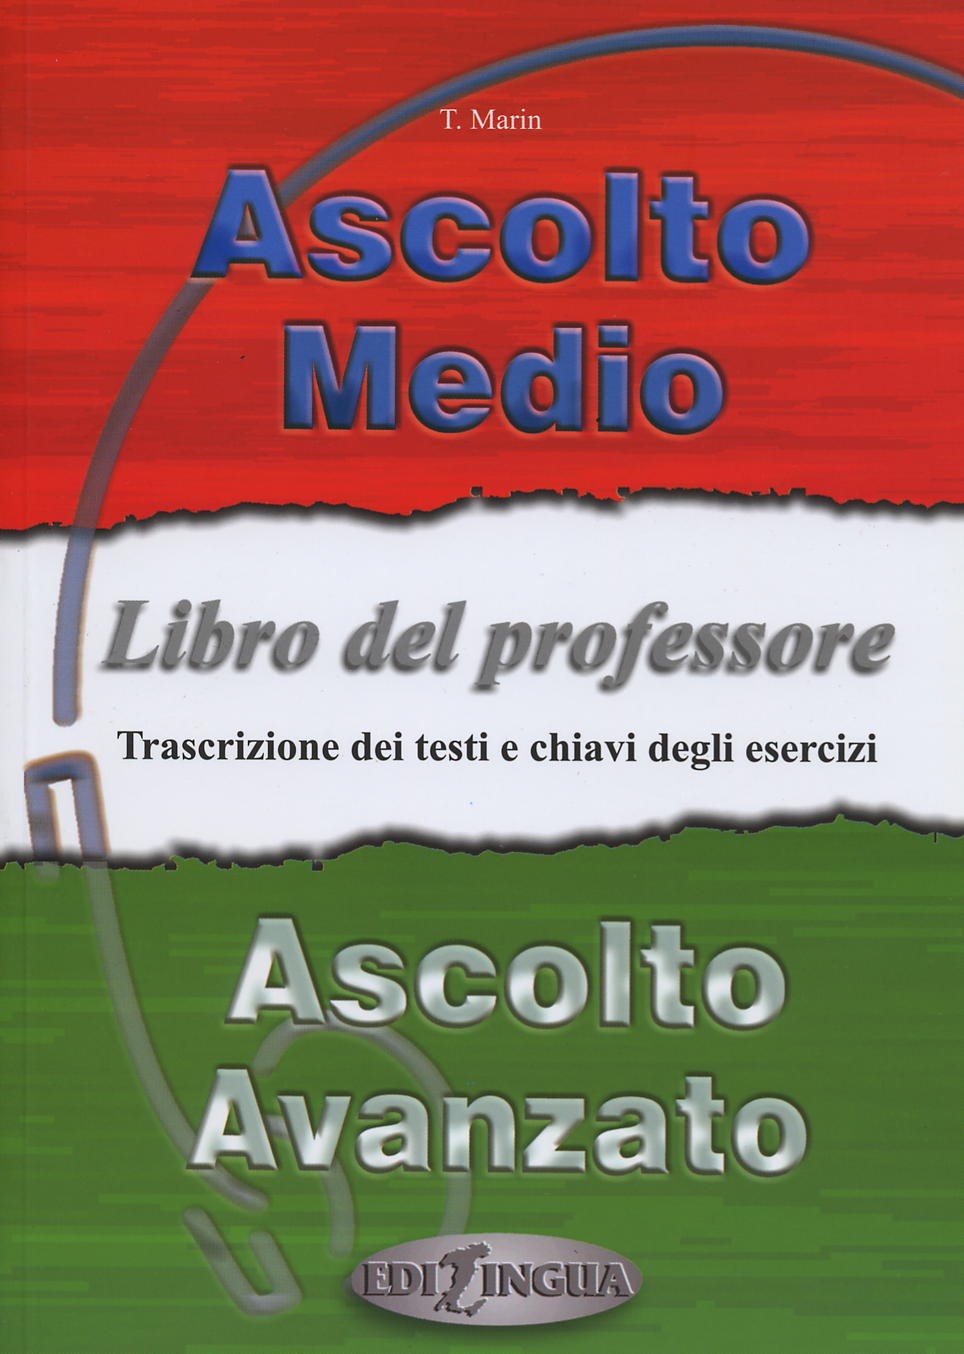 T. Marin
Ascolto
Medio
Libro del professore
Trascrizione dei testi e chiavi degli esercizi
Ascolto
Avanzato
EDILINGUA